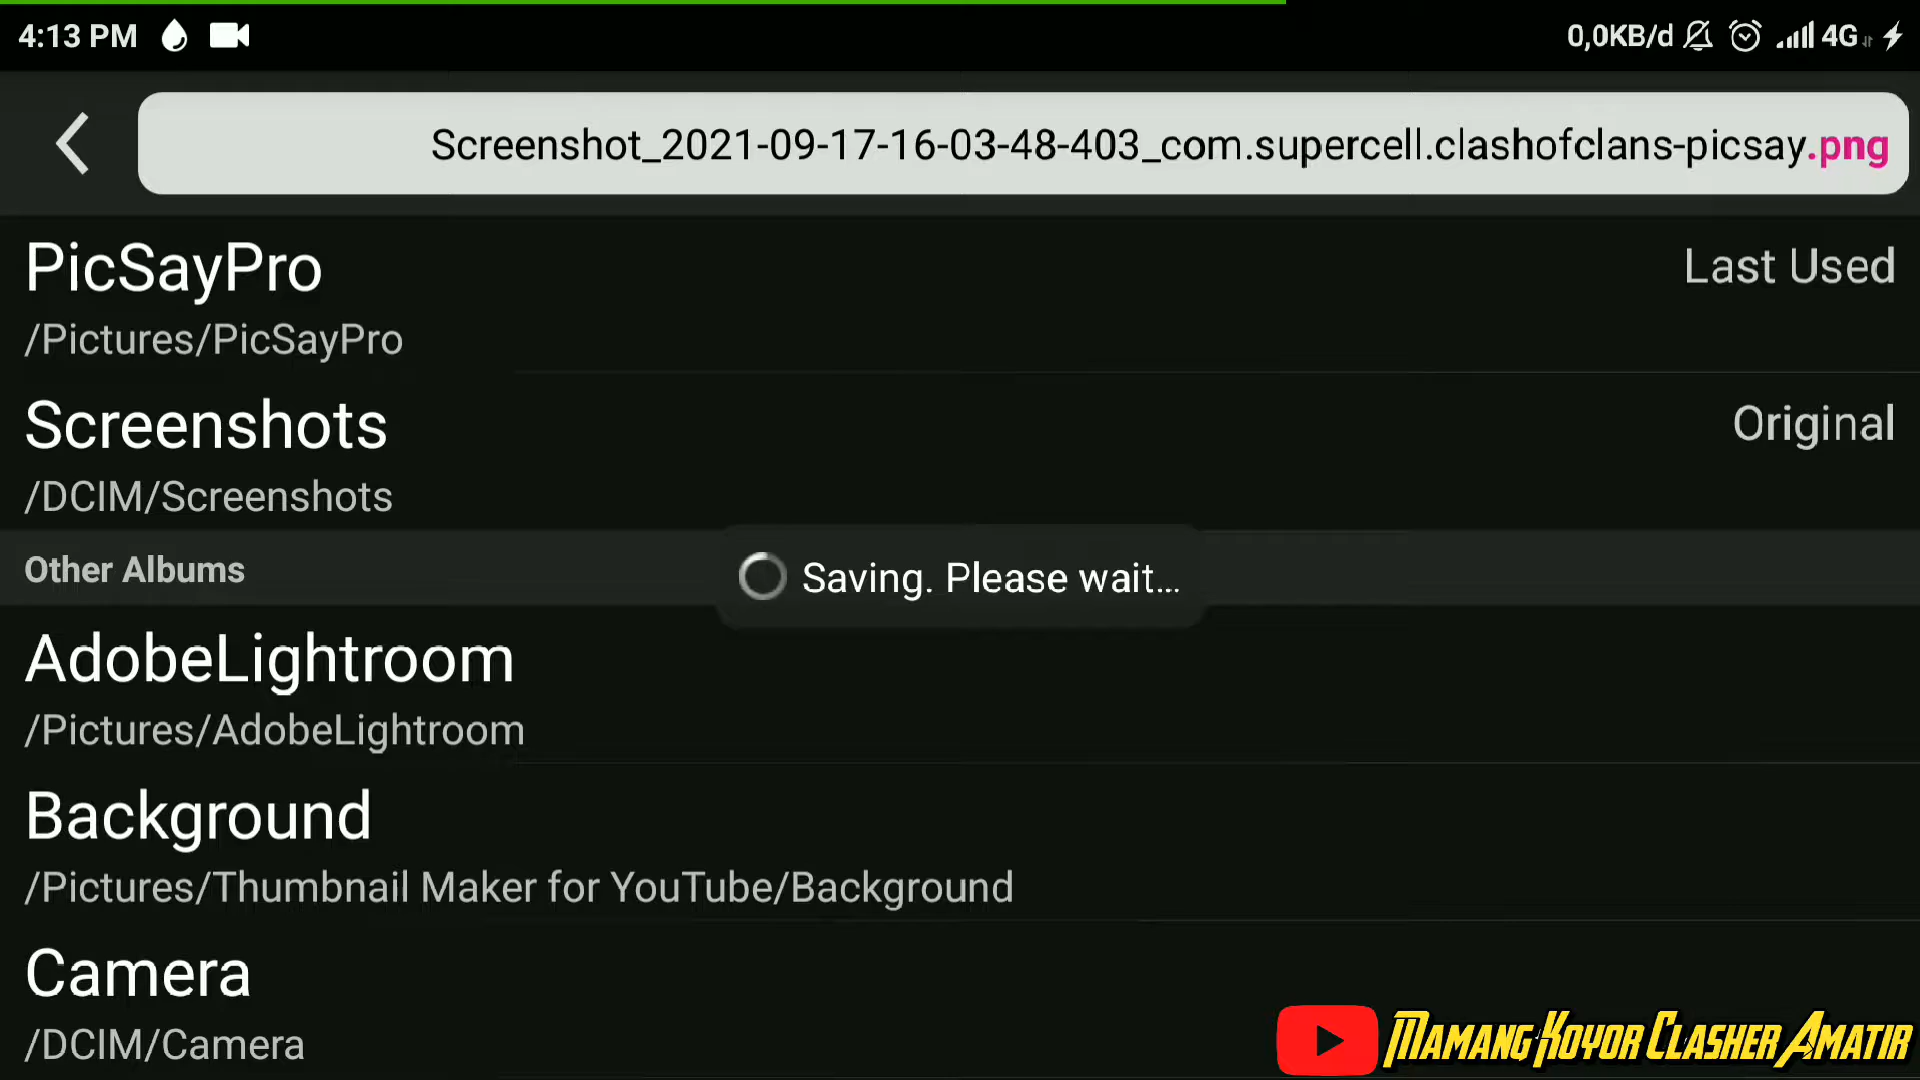 4:13 PM
0,0KB/d 4G
Screenshot_2021-09-17-16-03-48-403_com.supercell.clashofclans-picsay.png
PicSayPro
Last Used
/Pictures/PicSayPro
Screenshots
Original
/DCIM/Screenshots
Other Albums
Saving. Please wait...
AdobeLightroom
/Pictures/AdobeLightroom
Background
/Pictures/Thumbnail Maker for YouTube/Background
Camera
/DCIM/Camera
MAMANG KOYOR CLASHER AMATIR